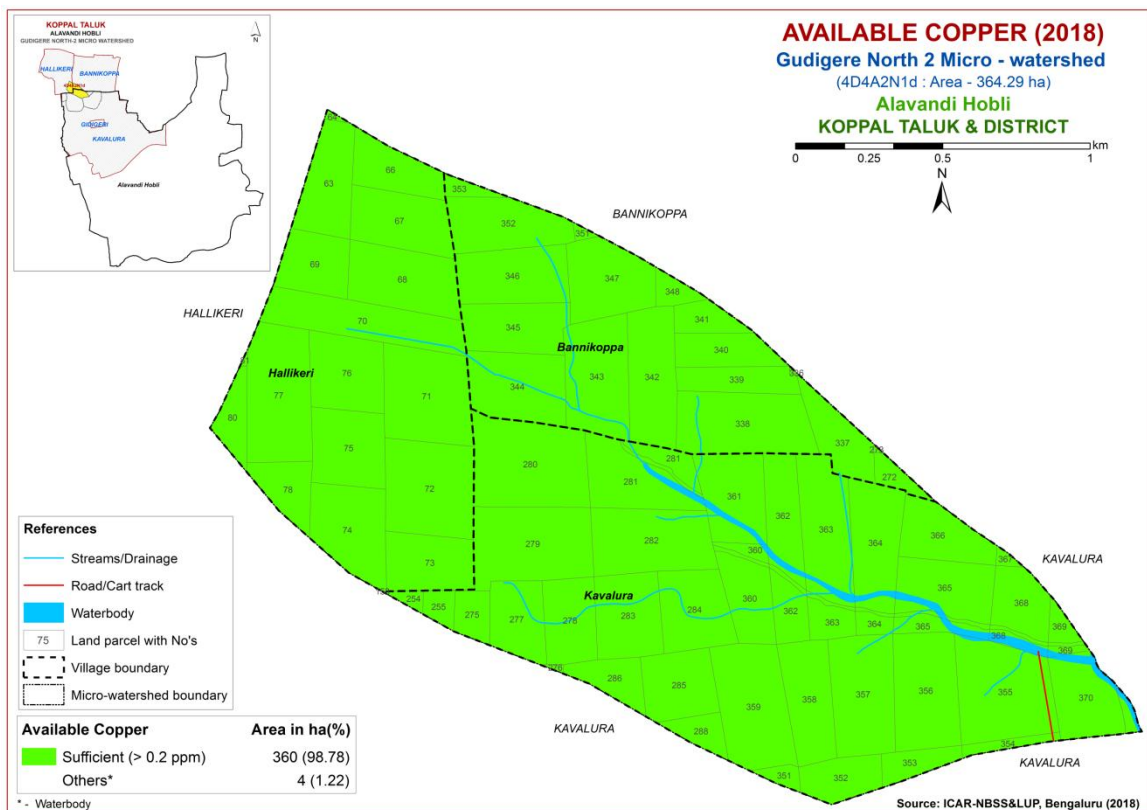 KOPPAL TALUK
ALAVANDI HOBLI
GUDIGERE NORTH-2 MICRO WATERSHED
N
HALLIKERI
BANNIKOPPA
KAVALURA
Alavandi Hobli
AVAILABLE COPPER (2018)
Gudigere North 2 Micro - watershed
(4D4A2N1d : Area - 364.29 ha)
Alavandi Hobli
KOPPAL TALUK & DISTRICT
km
0 0.25 0.5 1
N
64
63
66
353
BANNIKOPPA
67
352
351
69
68
346
347
348
HALLIKERI
70
345
341
340
Bannikoppa
Hallikeri
76
343
342
339
336
77
71
344
80
338
337
75
280
281
281
272
78
72
361
74
279
282
362
363
364
366
KAVALURA
73
360
367
254
255
275
277
278
Kavalura
283
284
360
362
363
364
365
365
368
368
369
369
276
286
285
359
358
357
356
355
370
KAVALURA
288
354
KAVALURA
351
352
353
References
Streams/Drainage
Road/Cart track
Waterbody
75 Land parcel with No's
Village boundary
Micro-watershed boundary
Available Copper Area in ha(%)
Sufficient (> 0.2 ppm) 360 (98.78)
Others* 4 (1.22)
* - Waterbody
Source: ICAR-NBSS&LUP, Bengaluru (2018)